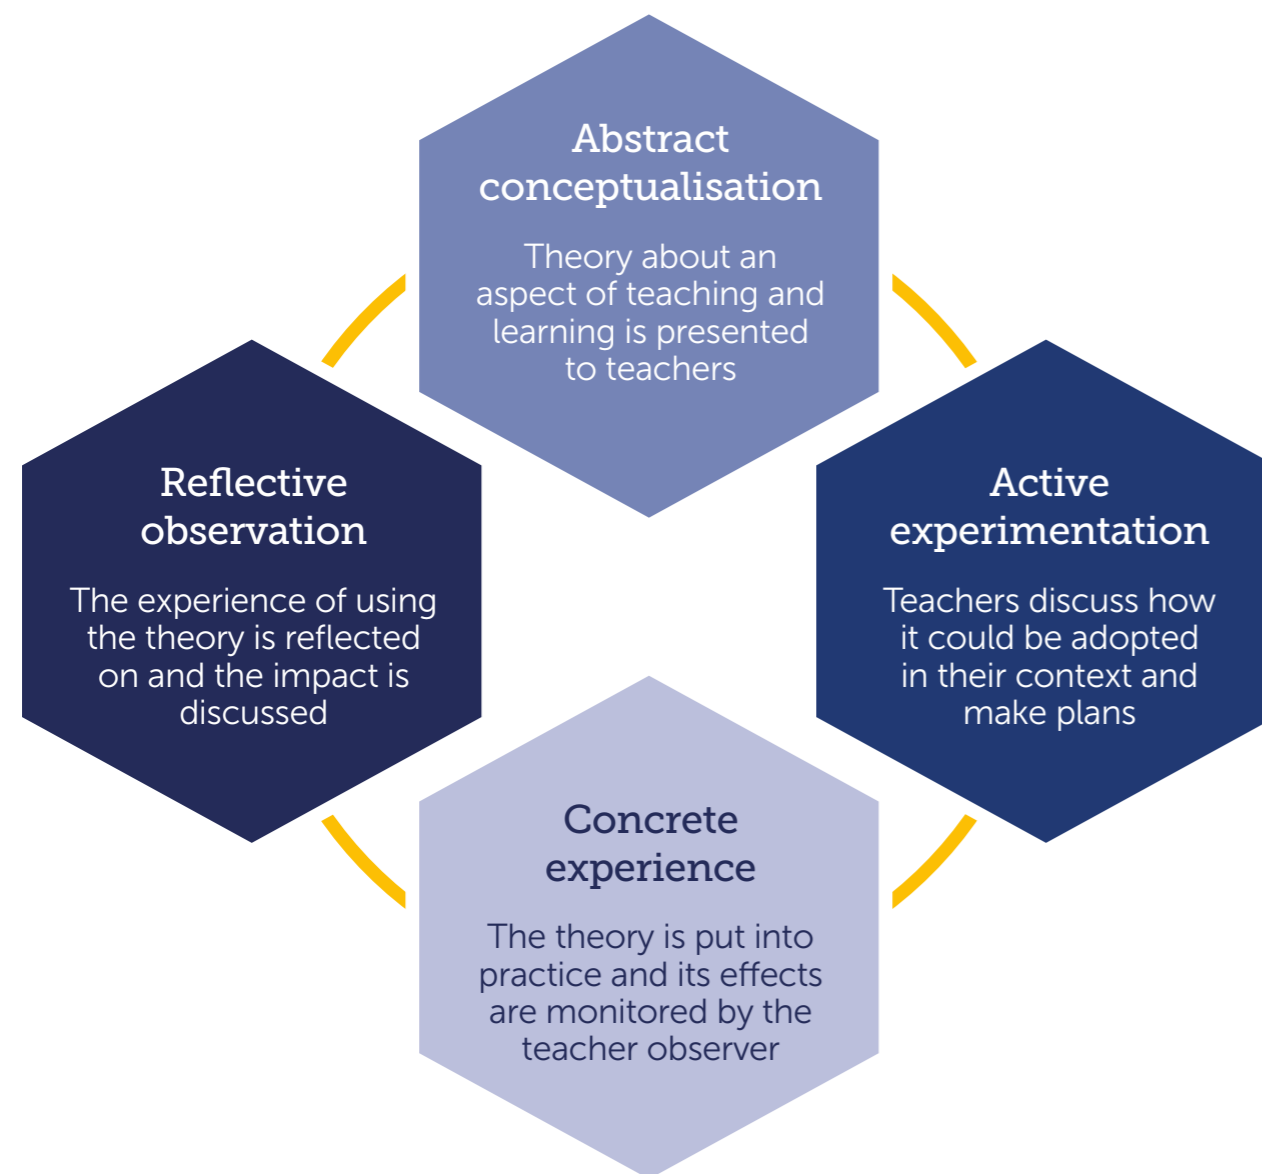 Abstract
conceptualisation
Theory about an
aspect of teaching and
learning is presented
to teachers
Reflective
observation
The experience of using
the theory is reflected
on and the impact is
discussed
Active
experimentation
Teachers discuss how
it could be adopted
in their context and
make plans
Concrete
experience
The theory is put into
practice and its effects
are monitored by the
teacher observer